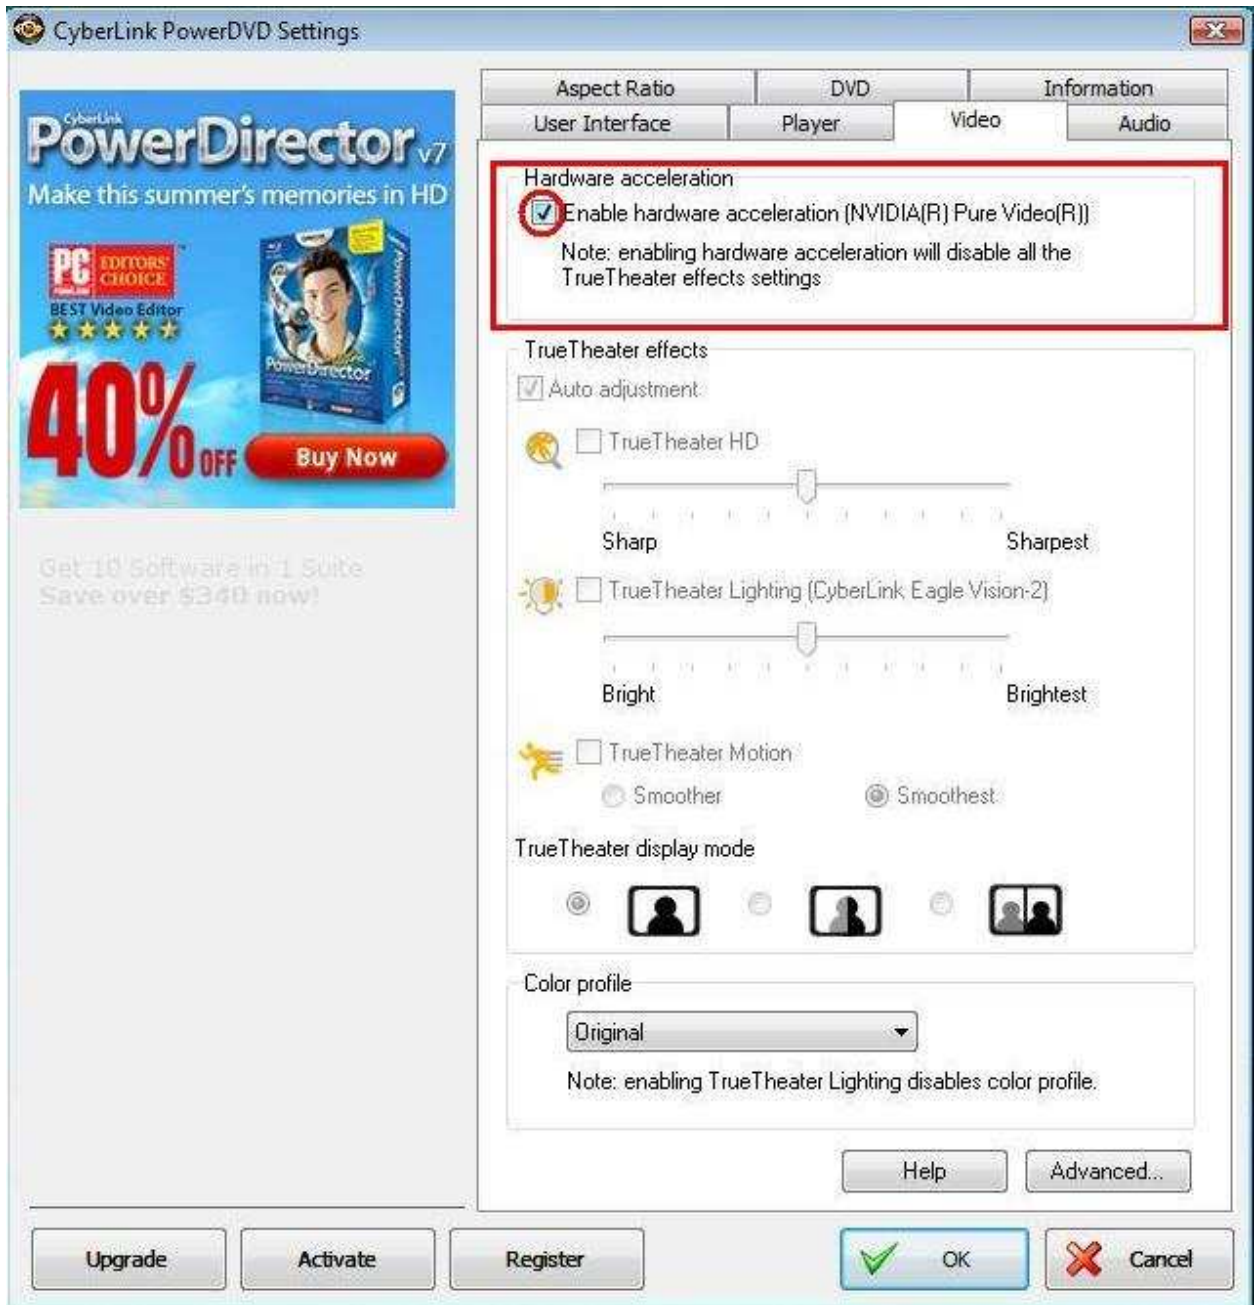 CyberLink PowerDVD Settings
CyberLink
PowerDirector v7
Make this summer's memories in HD
PC
EDITORS'
CHOICE
BEST Video Editor
PowerDirector
PowerDirector
40% OFF
Buy Now
Get 10 Software in 1 Suite
Save over $340 now!
Aspect Ratio DVD Information
User Interface Player Video Audio
Hardware acceleration
Enable hardware acceleration (NVIDIA(R) Pure Video(R))
Note: enabling hardware acceleration will disable all the
TrueTheater effects settings
TrueTheater effects
Auto adjustment
TrueTheater HD
Sharp Sharpest
TrueTheater Lighting (CyberLink Eagle Vision-2)
Bright Brightest
TrueTheater Motion
Smoother Smoothest
TrueTheater display mode
Color profile
Original
Note: enabling TrueTheater Lighting disables color profile.
Help Advanced...
Upgrade Activate Register OK Cancel